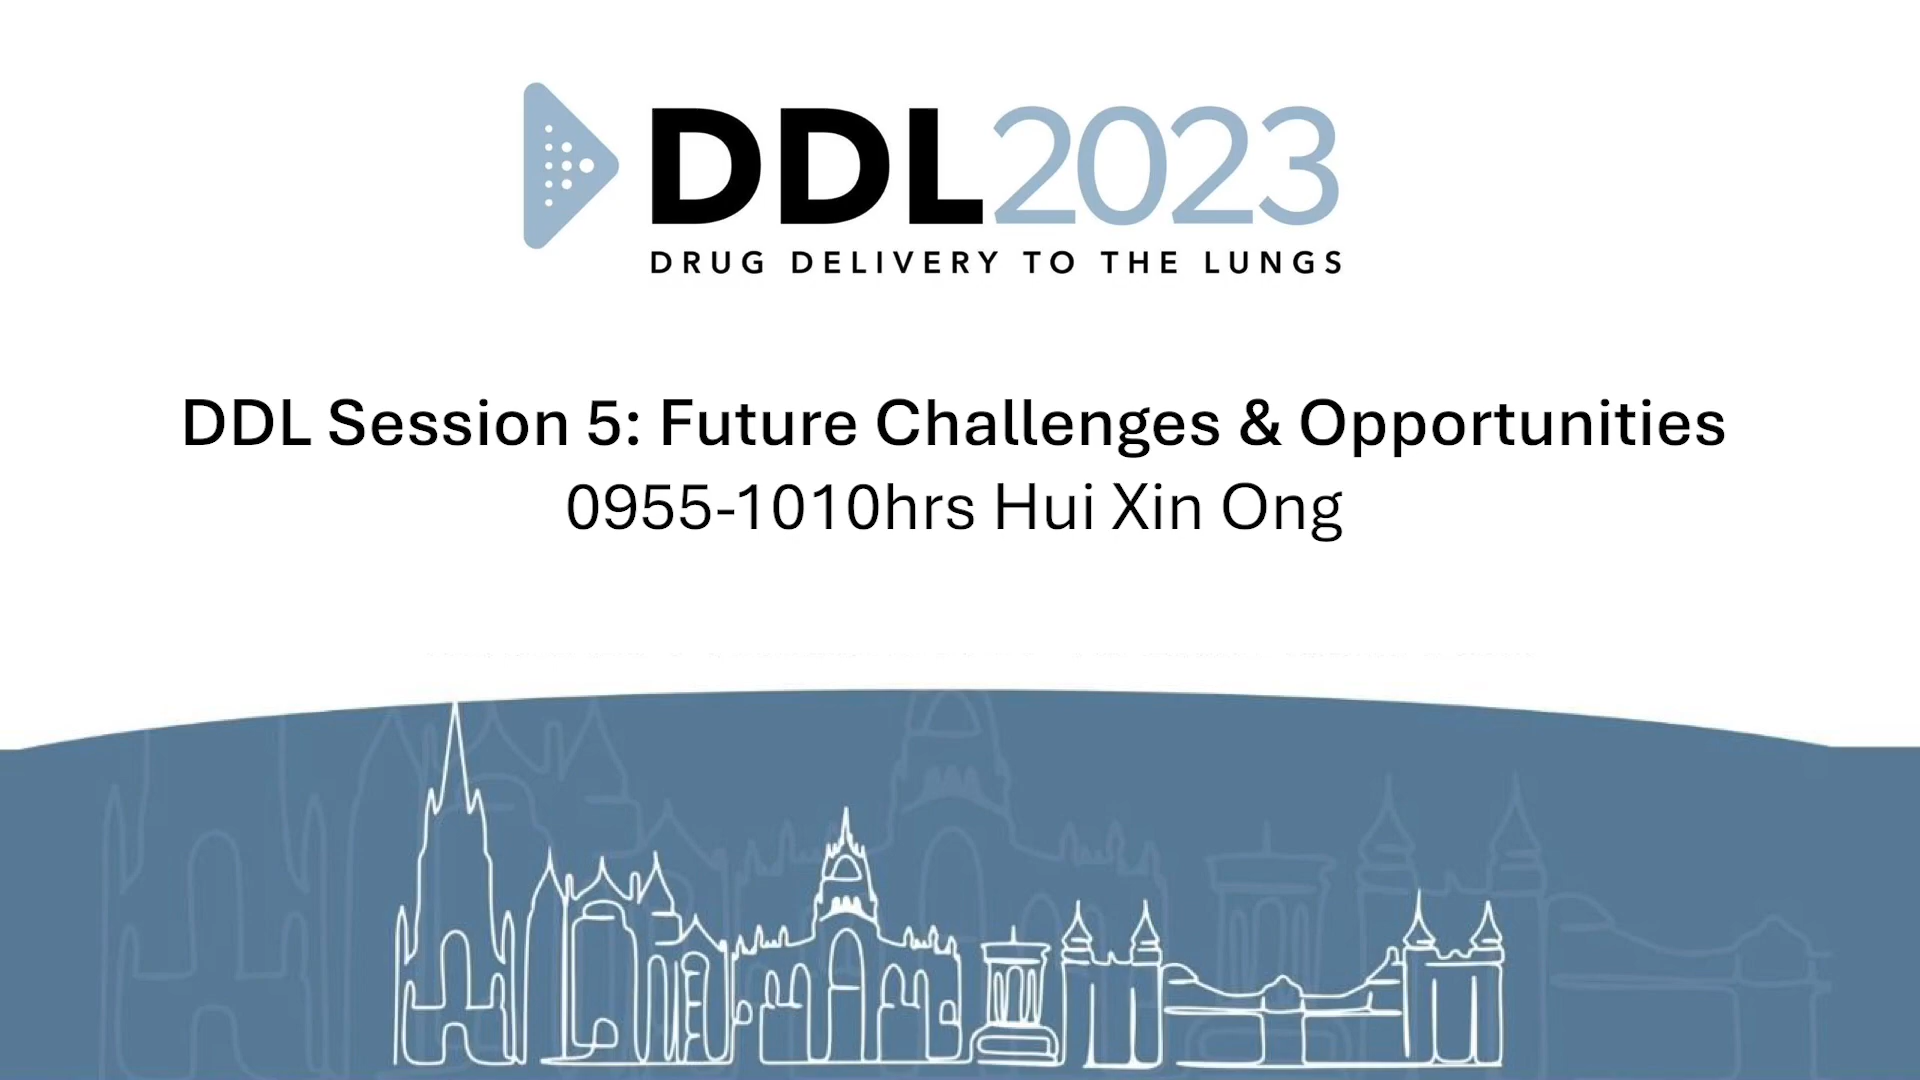 DDL2023
DRUG DELIVERY TO THE LUNGS
DDL Session 5: Future Challenges & Opportunities
0955-1010hrs Hui Xin Ong